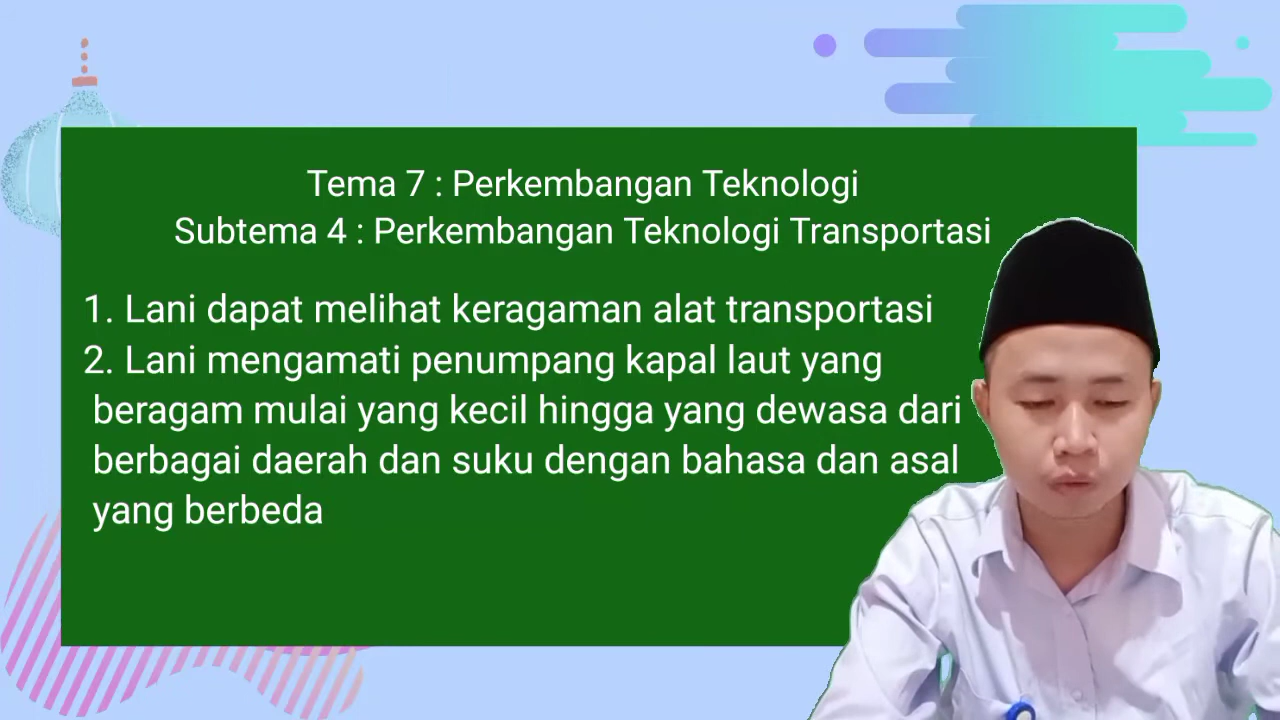 Tema 7 : Perkembangan Teknologi
Subtema 4 : Perkembangan Teknologi Transportasi
1. Lani dapat melihat keragaman alat transportasi
2. Lani mengamati penumpang kapal laut yang
beragam mulai yang kecil hingga yang dewasa dari
berbagai daerah dan suku dengan bahasa dan asal
yang berbeda